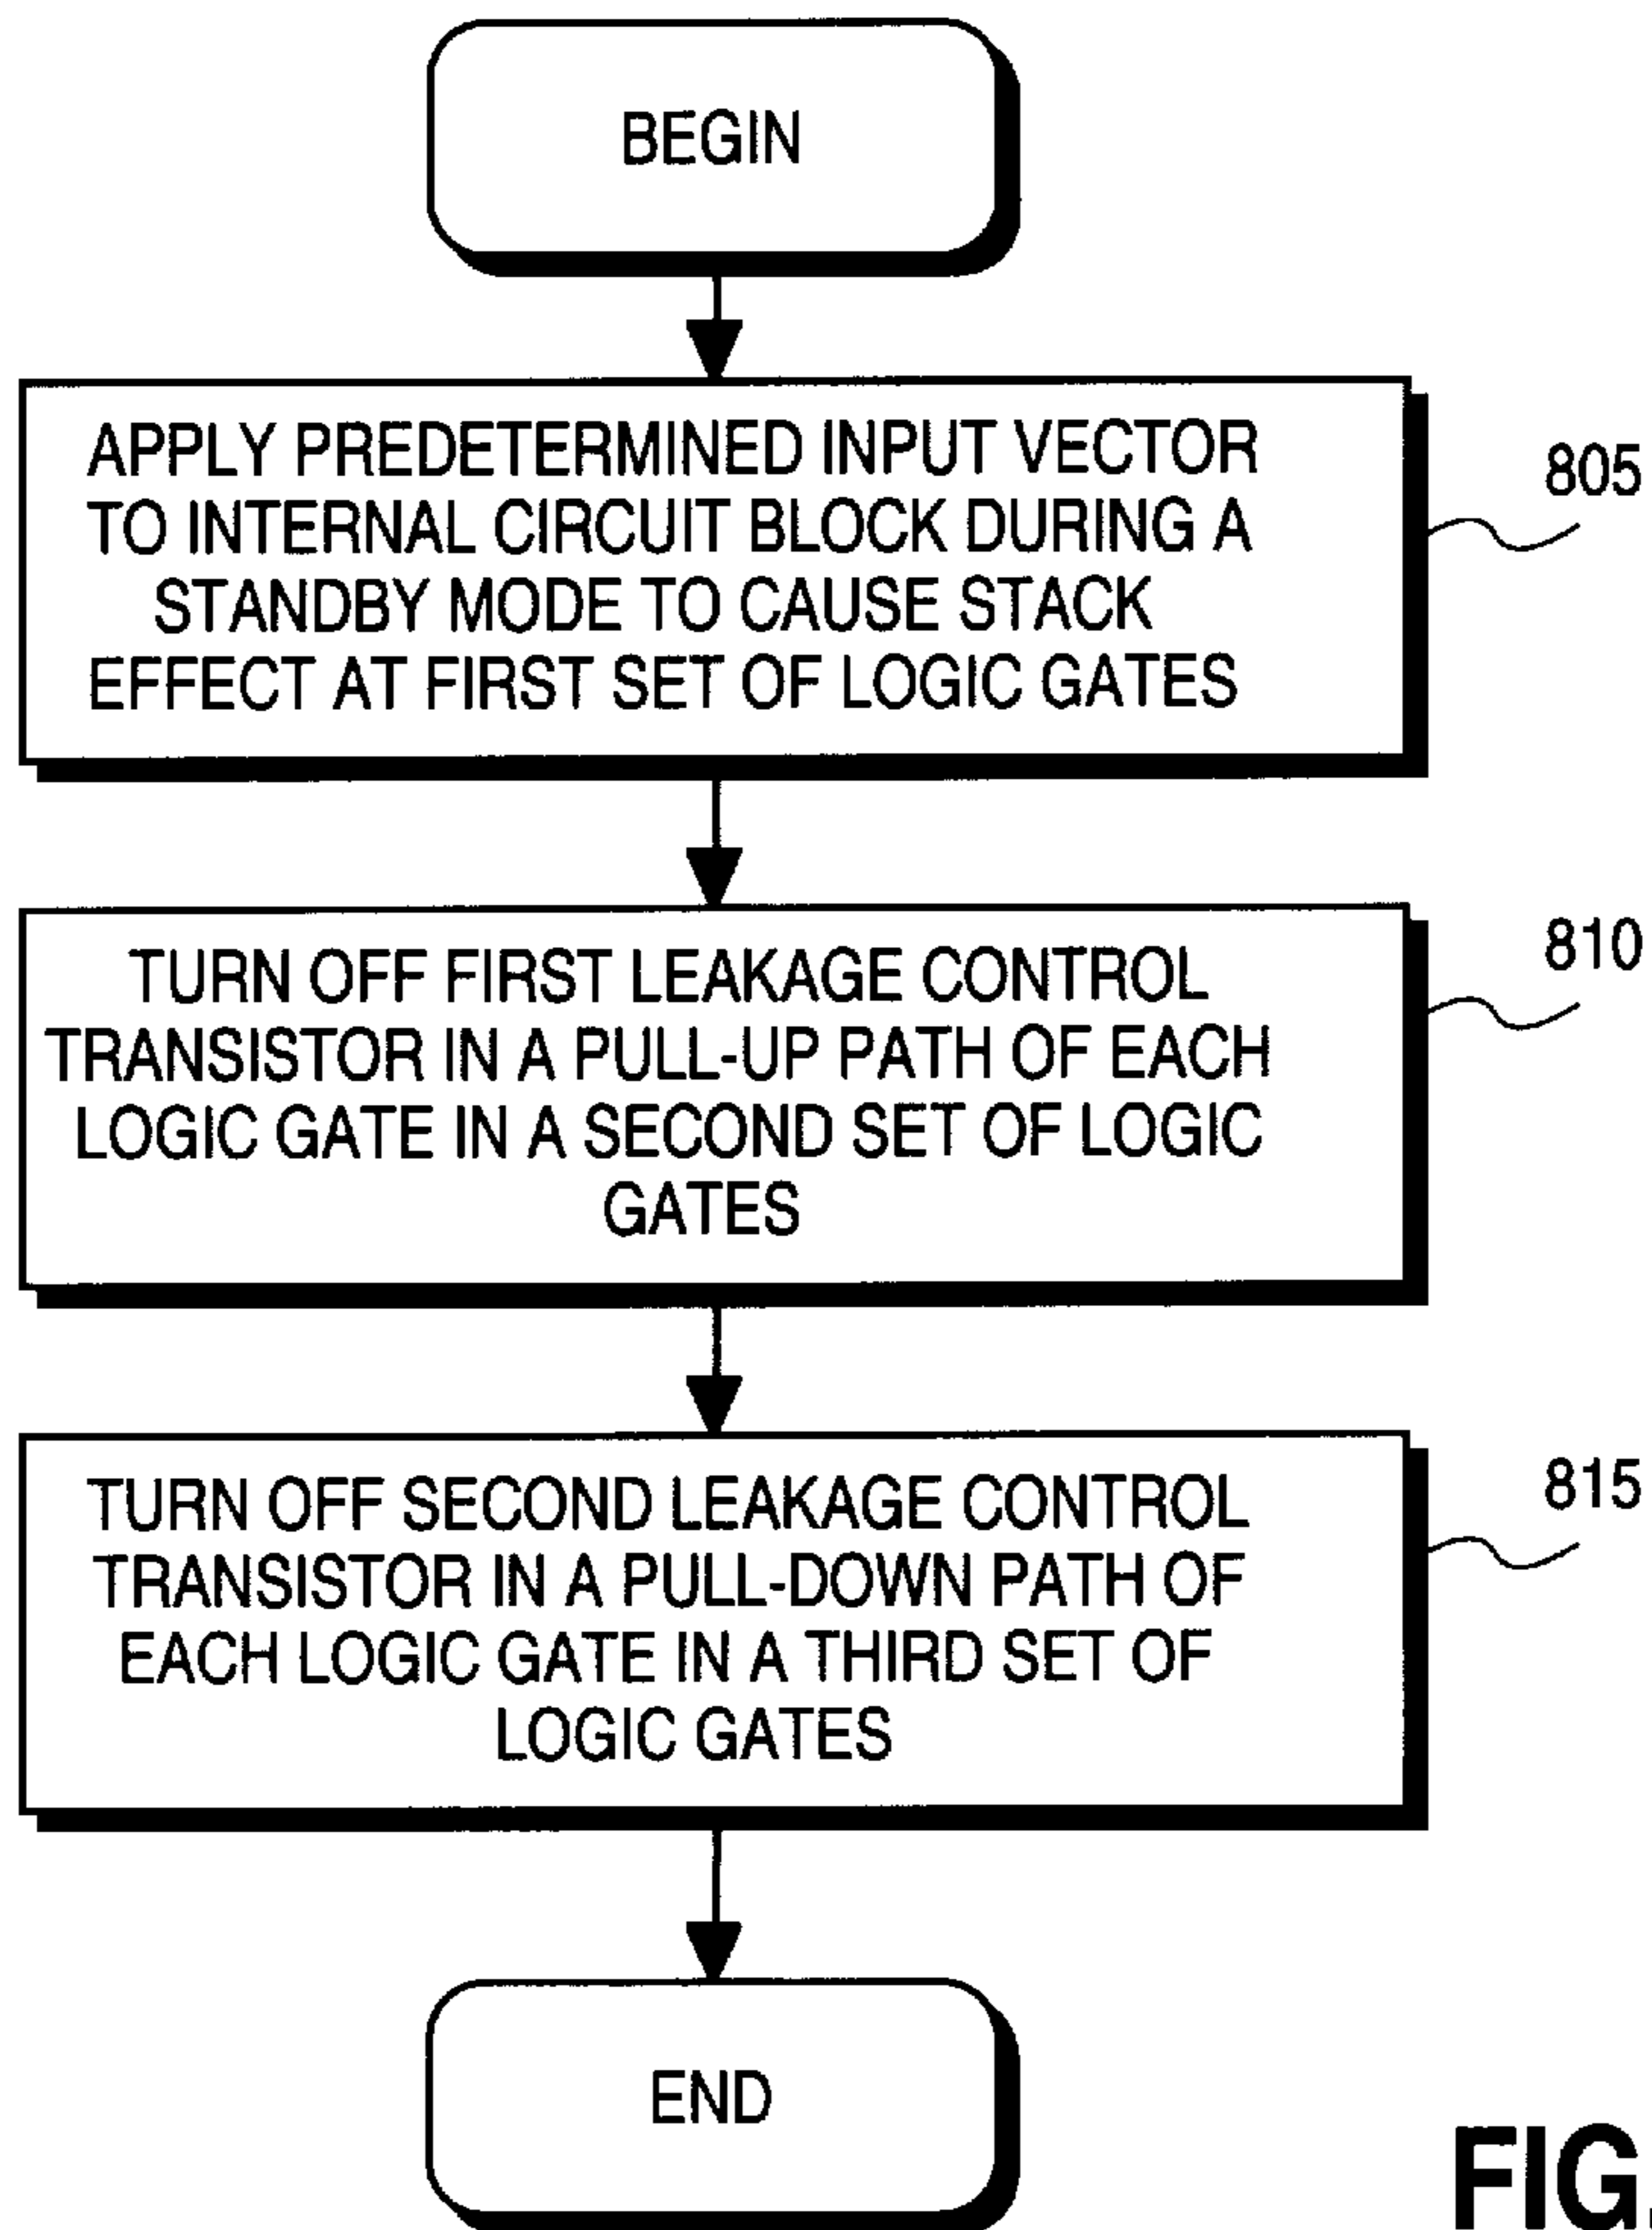 BEGIN
APPLY PREDETERMINED INPUT VECTOR
TO INTERNAL CIRCUIT BLOCK DURING A
STANDBY MODE TO CAUSE STACK
EFFECT AT FIRST SET OF LOGIC GATES
805
TURN OFF FIRST LEAKAGE CONTROL
TRANSISTOR IN A PULL-UP PATH OF EACH
LOGIC GATE IN A SECOND SET OF LOGIC
GATES
810
TURN OFF SECOND LEAKAGE CONTROL
TRANSISTOR IN A PULL-DOWN PATH OF
EACH LOGIC GATE IN A THIRD SET OF
LOGIC GATES
815
END
FIG.